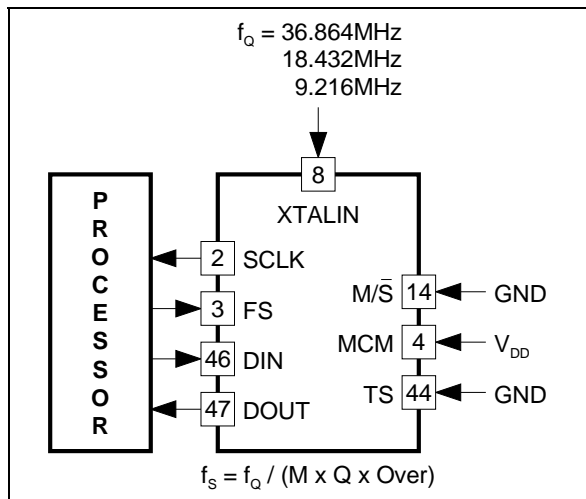 f_Q = 36.864MHz
18.432MHz
9.216MHz
8
XTALIN
PROCESSOR
2 SCLK
3 FS
46 DIN
47 DOUT
M/S̅ 14 GND
MCM 4 V_DD
TS 44 GND
f_S = f_Q / (M x Q x Over)